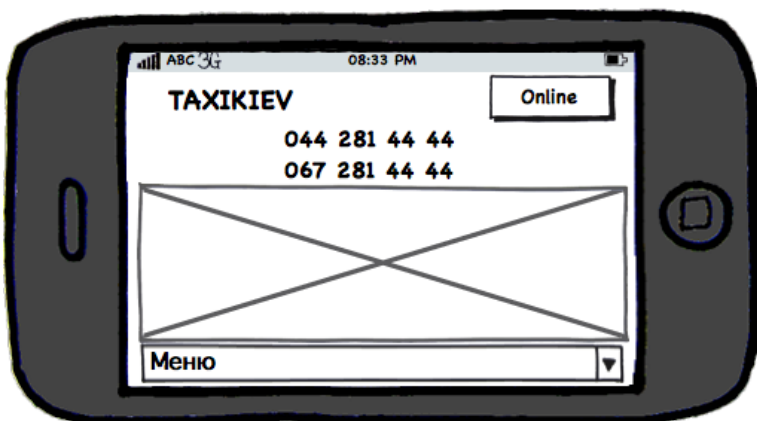 ABC 3G 08:33 PM
TAXIKIEV Online
044 281 44 44
067 281 44 44
Меню